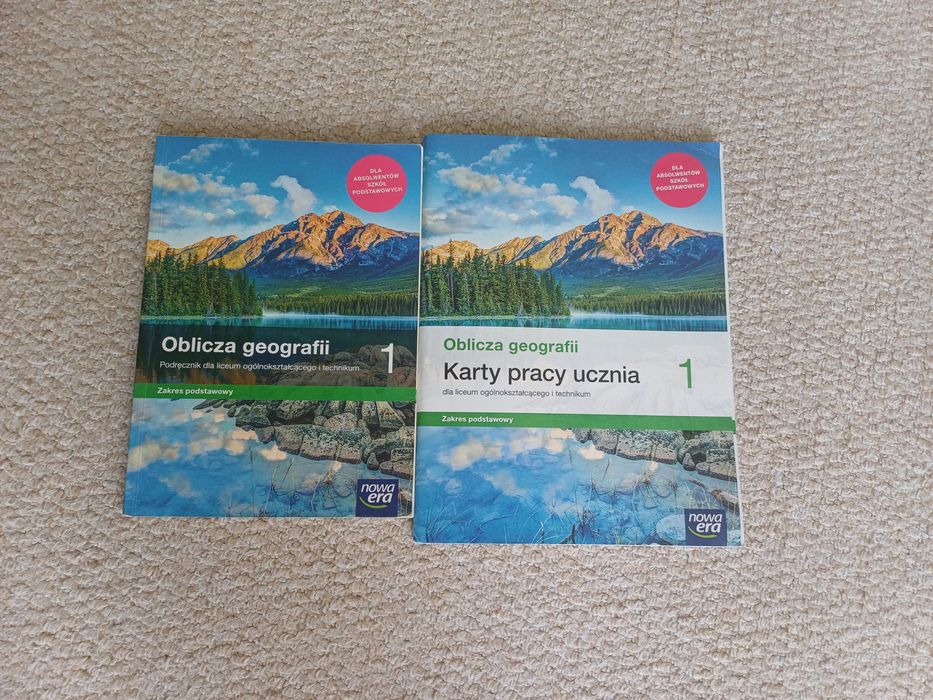 DLA
ABSOLWENTÓW
SZKÓŁ
PODSTAWOWYCH
Oblicza geografii 1
Podręcznik dla liceum ogólnokształcącego i technikum
Zakres podstawowy
nowa
era
DLA
ABSOLWENTÓW
SZKÓŁ
PODSTAWOWYCH
Oblicza geografii
Karty pracy ucznia 1
dla liceum ogólnokształcącego i technikum
Zakres podstawowy
nowa
era